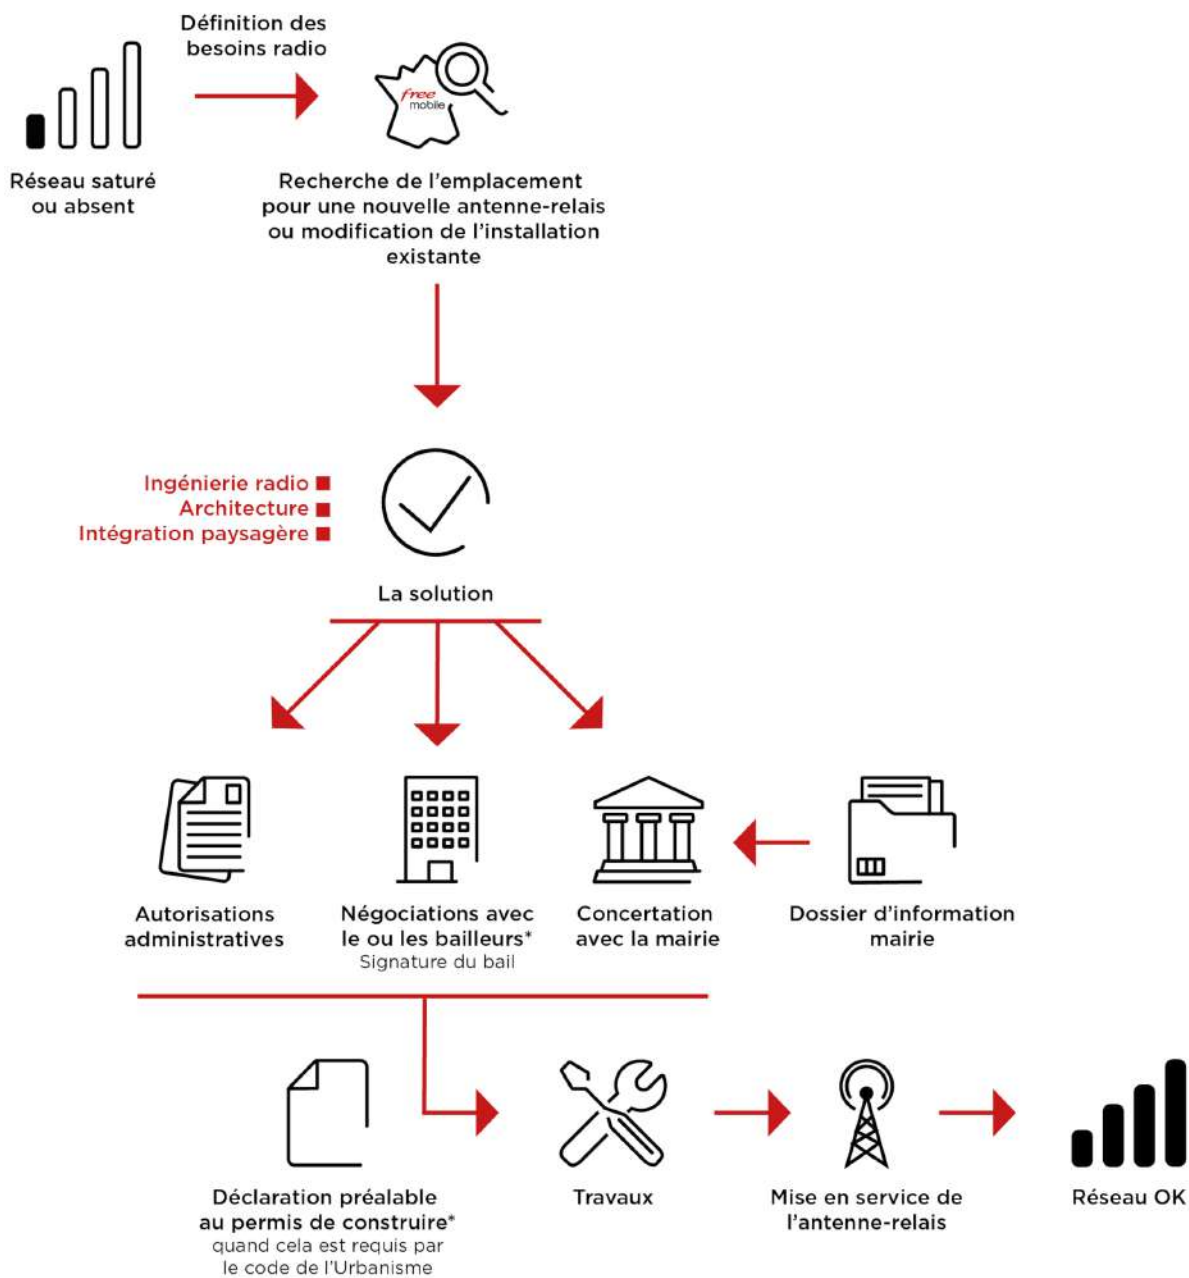 Définition des
besoins radio
free
mobile
Réseau saturé
ou absent
Recherche de l'emplacement
pour une nouvelle antenne-relais
ou modification de l'installation
existante
Ingénierie radio
Architecture
Intégration paysagère
La solution
Autorisations
administratives
Négociations avec
le ou les bailleurs*
Signature du bail
Concertation
avec la mairie
Dossier d'information
mairie
Déclaration préalable
au permis de construire*
quand cela est requis par
le code de l'Urbanisme
Travaux
Mise en service de
l'antenne-relais
Réseau OK